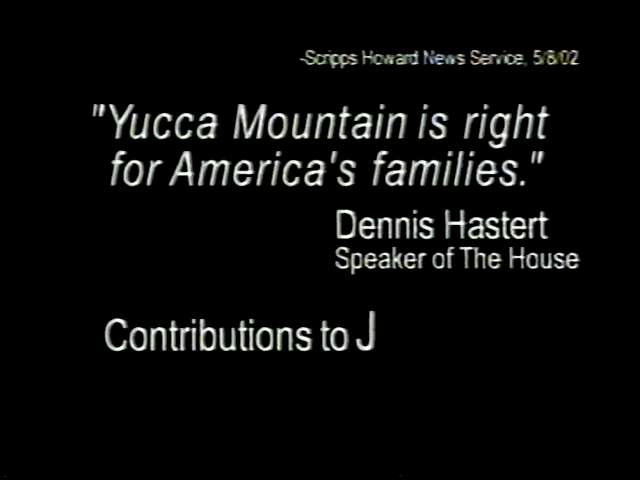 -Scripps Howard News Service, 5/8/02
"Yucca Mountain is right
for America's families."
Dennis Hastert
Speaker of The House
Contributions to J